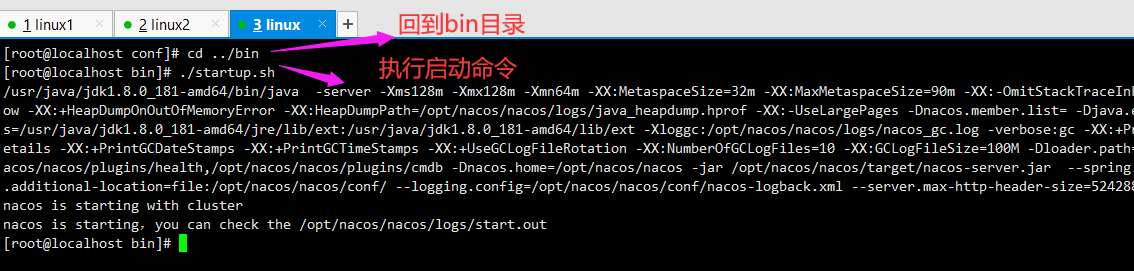 1 linux1
2 linux2
3 linux
+
回到bin目录
[root@localhost conf]# cd ../bin
[root@localhost bin]# ./startup.sh
执行启动命令
/usr/java/jdk1.8.0_181-amd64/bin/java  -server -Xms128m -Xmx128m -Xmn64m -XX:MetaspaceSize=32m -XX:MaxMetaspaceSize=90m -XX:-OmitStackTraceIn
ow -XX:+HeapDumpOnOutOfMemoryError -XX:HeapDumpPath=/opt/nacos/nacos/logs/java_heapdump.hprof -XX:-UseLargePages -Dnacos.member.list= -Djava.e
s=/usr/java/jdk1.8.0_181-amd64/jre/lib/ext:/usr/java/jdk1.8.0_181-amd64/lib/ext -Xloggc:/opt/nacos/nacos/logs/nacos_gc.log -verbose:gc -XX:+Pr
etails -XX:+PrintGCDateStamps -XX:+PrintGCTimeStamps -XX:+UseGCLogFileRotation -XX:NumberOfGCLogFiles=10 -XX:GCLogFileSize=100M -Dloader.path=
acos/nacos/plugins/health,/opt/nacos/nacos/plugins/cmdb -Dnacos.home=/opt/nacos/nacos -jar /opt/nacos/nacos/target/nacos-server.jar  --spring
.additional-location=file:/opt/nacos/nacos/conf/ --logging.config=/opt/nacos/nacos/conf/nacos-logback.xml --server.max-http-header-size=524288
nacos is starting with cluster
nacos is starting，you can check the /opt/nacos/nacos/logs/start.out
[root@localhost bin]#